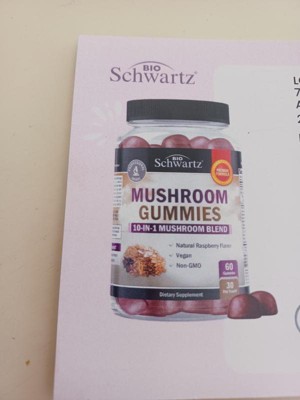 BIO
Schwartz®
BIO
Schwartz®
MUSHROOM
GUMMIES
10-IN-1 MUSHROOM BLEND
Natural Raspberry Flavor
Vegan
Non-GMO
60
Gummies
30
Dietary Supplement